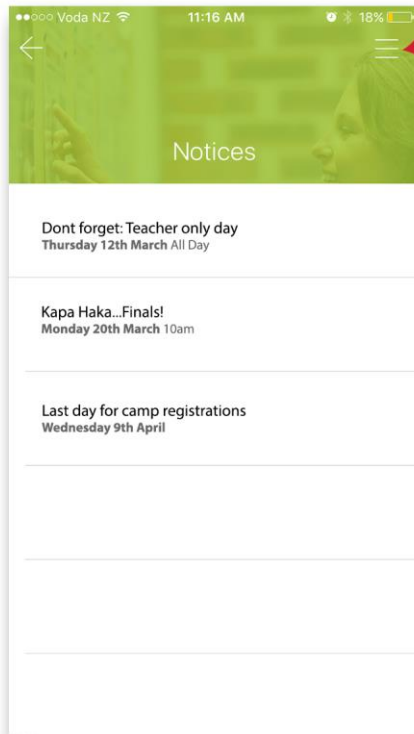 Voda NZ 11:16 AM 18%
Notices
Dont forget: Teacher only day
Thursday 12th March All Day
Kapa Haka...Finals!
Monday 20th March 10am
Last day for camp registrations
Wednesday 9th April